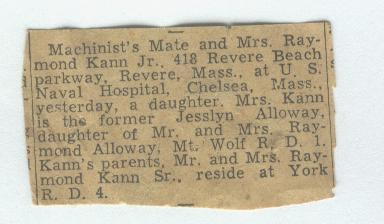 Machinist's Mate and Mrs. Ray-
mond Kann Jr., 418 Revere Beach
parkway, Revere, Mass., at U. S.
Naval Hospital, Chelsea, Mass.,
yesterday, a daughter. Mrs. Kann
is the former Jesslyn Alloway,
daughter of Mr. and Mrs. Ray-
mond Alloway, Mt. Wolf R. D. 1.
Kann's parents, Mr. and Mrs. Ray-
mond Kann Sr., reside at York
R. D. 4.